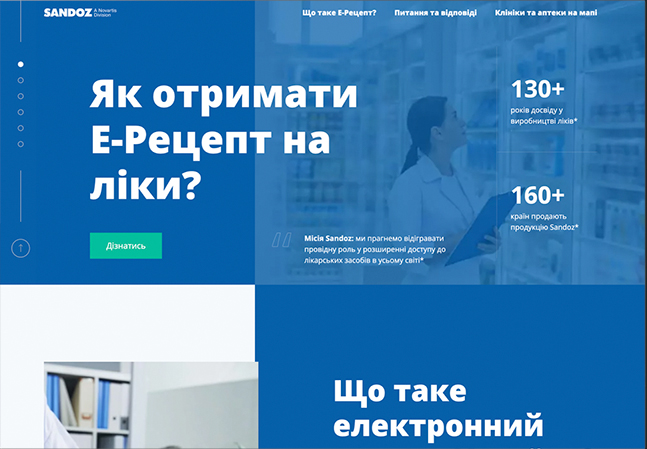 SANDOZ A Novartis
Division
Що таке Е-Рецепт? Питання та відповіді Клініки та аптеки на мапі
Як отримати
Е-Рецепт на
ліки?
Дізнатись
130+
років досвіду у
виробництві ліків*
160+
країн продають
продукцію Sandoz*
Місія Sandoz: ми прагнемо відігравати
провідну роль у розширенні доступу до
лікарських засобів в усьому світі*
Що таке
електронний